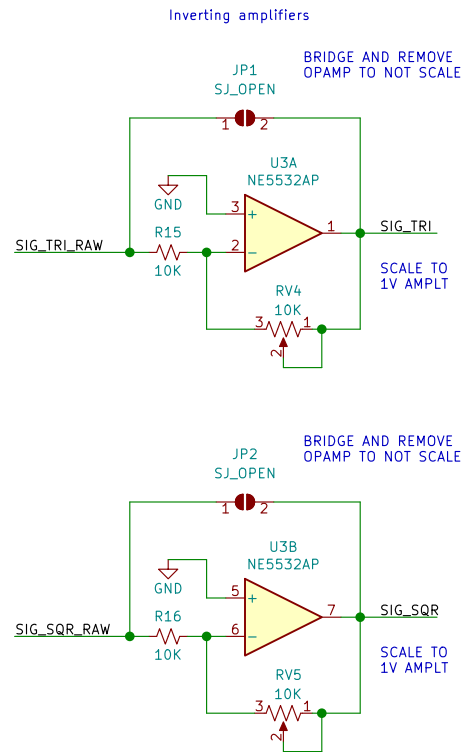 Inverting amplifiers
BRIDGE AND REMOVE
OPAMP TO NOT SCALE
JP1
SJ_OPEN
1 2
U3A
NE5532AP
3 +
GND
1
SIG_TRI
R15
2 -
SIG_TRI_RAW
10K
SCALE TO
1V AMPLT
RV4
10K
3 1
2
BRIDGE AND REMOVE
OPAMP TO NOT SCALE
JP2
SJ_OPEN
1 2
U3B
NE5532AP
5 +
GND
7
SIG_SQR
R16
6 -
SIG_SQR_RAW
10K
SCALE TO
1V AMPLT
RV5
10K
3 1
2